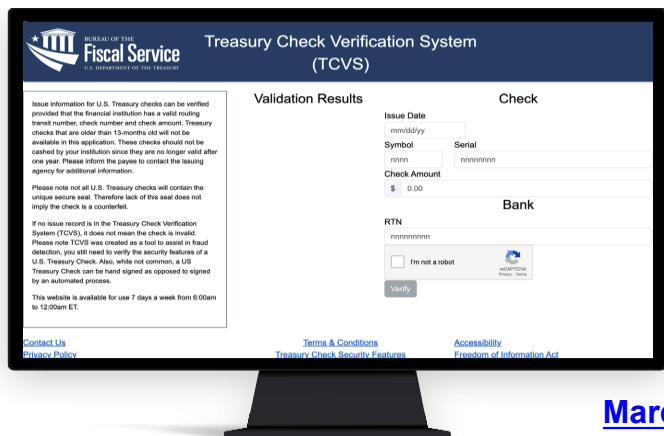 BUREAU OF THE
Fiscal Service
U.S. DEPARTMENT OF THE TREASURY
Treasury Check Verification System
(TCVS)
Issue information for U.S. Treasury checks can be verified
provided that the financial institution has a valid routing
transit number, check number and check amount. Treasury
checks that are older than 13-months old will not be
available in this application. These checks should not be
cashed by your institution since they are no longer valid after
one year. Please inform the payee to contact the issuing
agency for additional information.
Please note not all U.S. Treasury checks will contain the
unique secure seal. Therefore lack of this seal does not
imply the check is a counterfeit.
If no issue record is in the Treasury Check Verification
System (TCVS), it does not mean the check is invalid.
Please note TCVS was created as a tool to assist in fraud
detection, you still need to verify the security features of a
U.S. Treasury Check. Also, while not common, a US
Treasury Check can be hand signed as opposed to signed
by an automated process.
This website is available for use 7 days a week from 6:00am
to 12:00am ET.
Validation Results
Check
Issue Date
mm/dd/yy
Symbol Serial
nnnn nnnnnnnn
Check Amount
$ 0.00
Bank
RTN
nnnnnnnnn
I'm not a robot
reCAPTCHA
Privacy - Terms
Verify
Contact Us Terms & Conditions Accessibility
Privacy Policy Treasury Check Security Features Freedom of Information Act